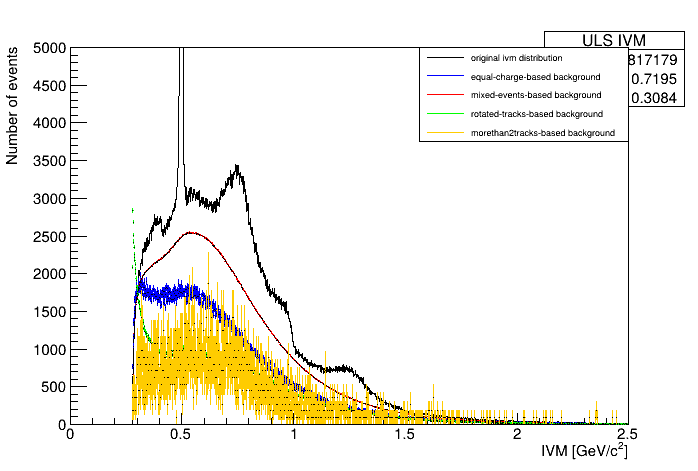 ULS IVM
817179
0.7195
0.3084
original ivm distribution
equal-charge-based background
mixed-events-based background
rotated-tracks-based background
morethan2tracks-based background
Number of events
5000
4500
4000
3500
3000
2500
2000
1500
1000
500
0
0 0.5 1 1.5 2 2.5
IVM [GeV/c²]